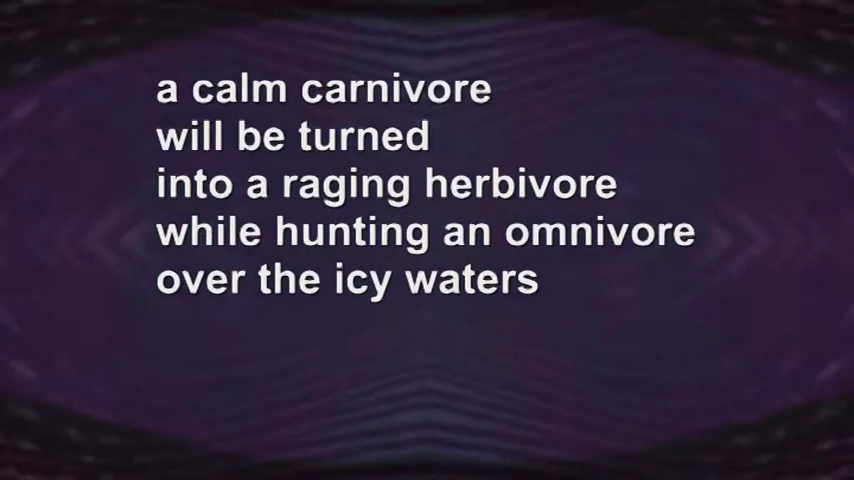 a calm carnivore
will be turned
into a raging herbivore
while hunting an omnivore
over the icy waters